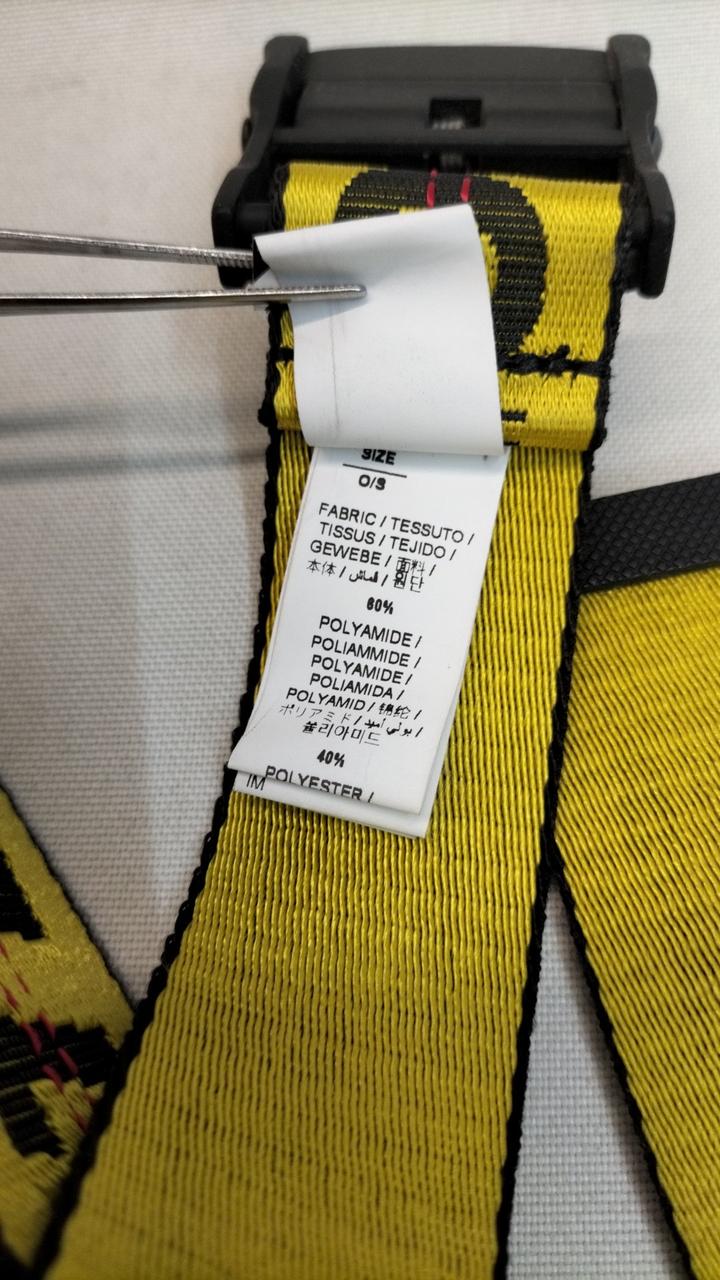 SIZE
O/S
FABRIC / TESSUTO /
TISSUS / TEJIDO /
GEWEBE / 面料 /
本体 / قماش / 원단
60%
POLYAMIDE /
POLIAMMIDE /
POLYAMIDE /
POLIAMIDA /
POLYAMID / 锦纶 /
ポリアミド / بولي أميد /
폴리아미드
40%
POLYESTER /
IM